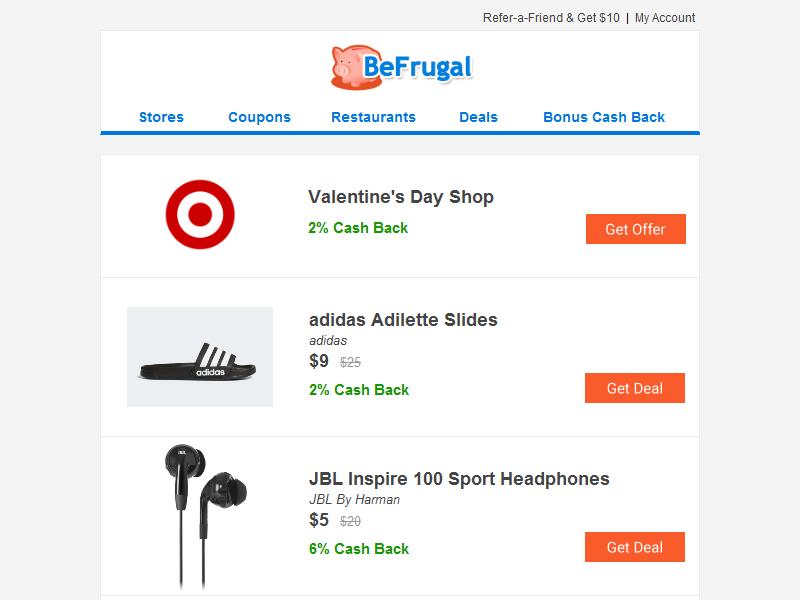 Refer-a-Friend & Get $10 | My Account
BeFrugal
Stores Coupons Restaurants Deals Bonus Cash Back
Valentine's Day Shop
2% Cash Back
Get Offer
adidas
adidas Adilette Slides
adidas
$9 $25
2% Cash Back
Get Deal
JBL
JBL Inspire 100 Sport Headphones
JBL By Harman
$5 $20
6% Cash Back
Get Deal